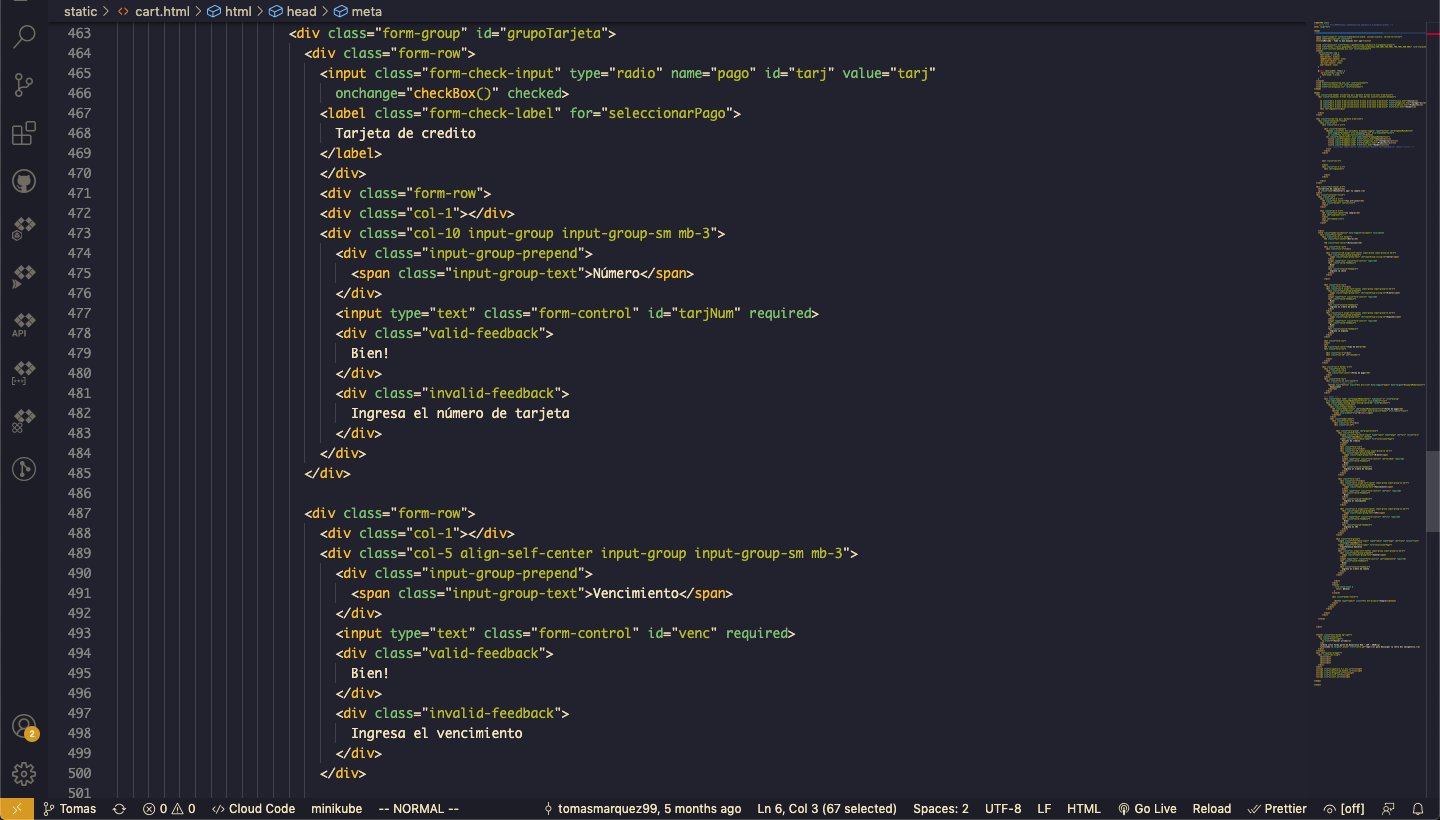 static > <> cart.html > html > head > meta
463 <div class="form-group" id="grupoTarjeta">
464 <div class="form-row">
465 <input class="form-check-input" type="radio" name="pago" id="tarj" value="tarj"
466 onchange="checkBox()" checked>
467 <label class="form-check-label" for="seleccionarPago">
468 Tarjeta de credito
469 </label>
470 </div>
471 <div class="form-row">
472 <div class="col-1"></div>
473 <div class="col-10 input-group input-group-sm mb-3">
474 <div class="input-group-prepend">
475 <span class="input-group-text">Número</span>
476 </div>
477 <input type="text" class="form-control" id="tarjNum" required>
478 <div class="valid-feedback">
479 Bien!
480 </div>
481 <div class="invalid-feedback">
482 Ingresa el número de tarjeta
483 </div>
484 </div>
485 </div>
486
487 <div class="form-row">
488 <div class="col-1"></div>
489 <div class="col-5 align-self-center input-group input-group-sm mb-3">
490 <div class="input-group-prepend">
491 <span class="input-group-text">Vencimiento</span>
492 </div>
493 <input type="text" class="form-control" id="venc" required>
494 <div class="valid-feedback">
495 Bien!
496 </div>
497 <div class="invalid-feedback">
498 Ingresa el vencimiento
499 </div>
500 </div>
501
API
2
Tomas 0 0 </> Cloud Code minikube -- NORMAL -- tomasmarquez99, 5 months ago Ln 6, Col 3 (67 selected) Spaces: 2 UTF-8 LF HTML Go Live Reload Prettier [off]